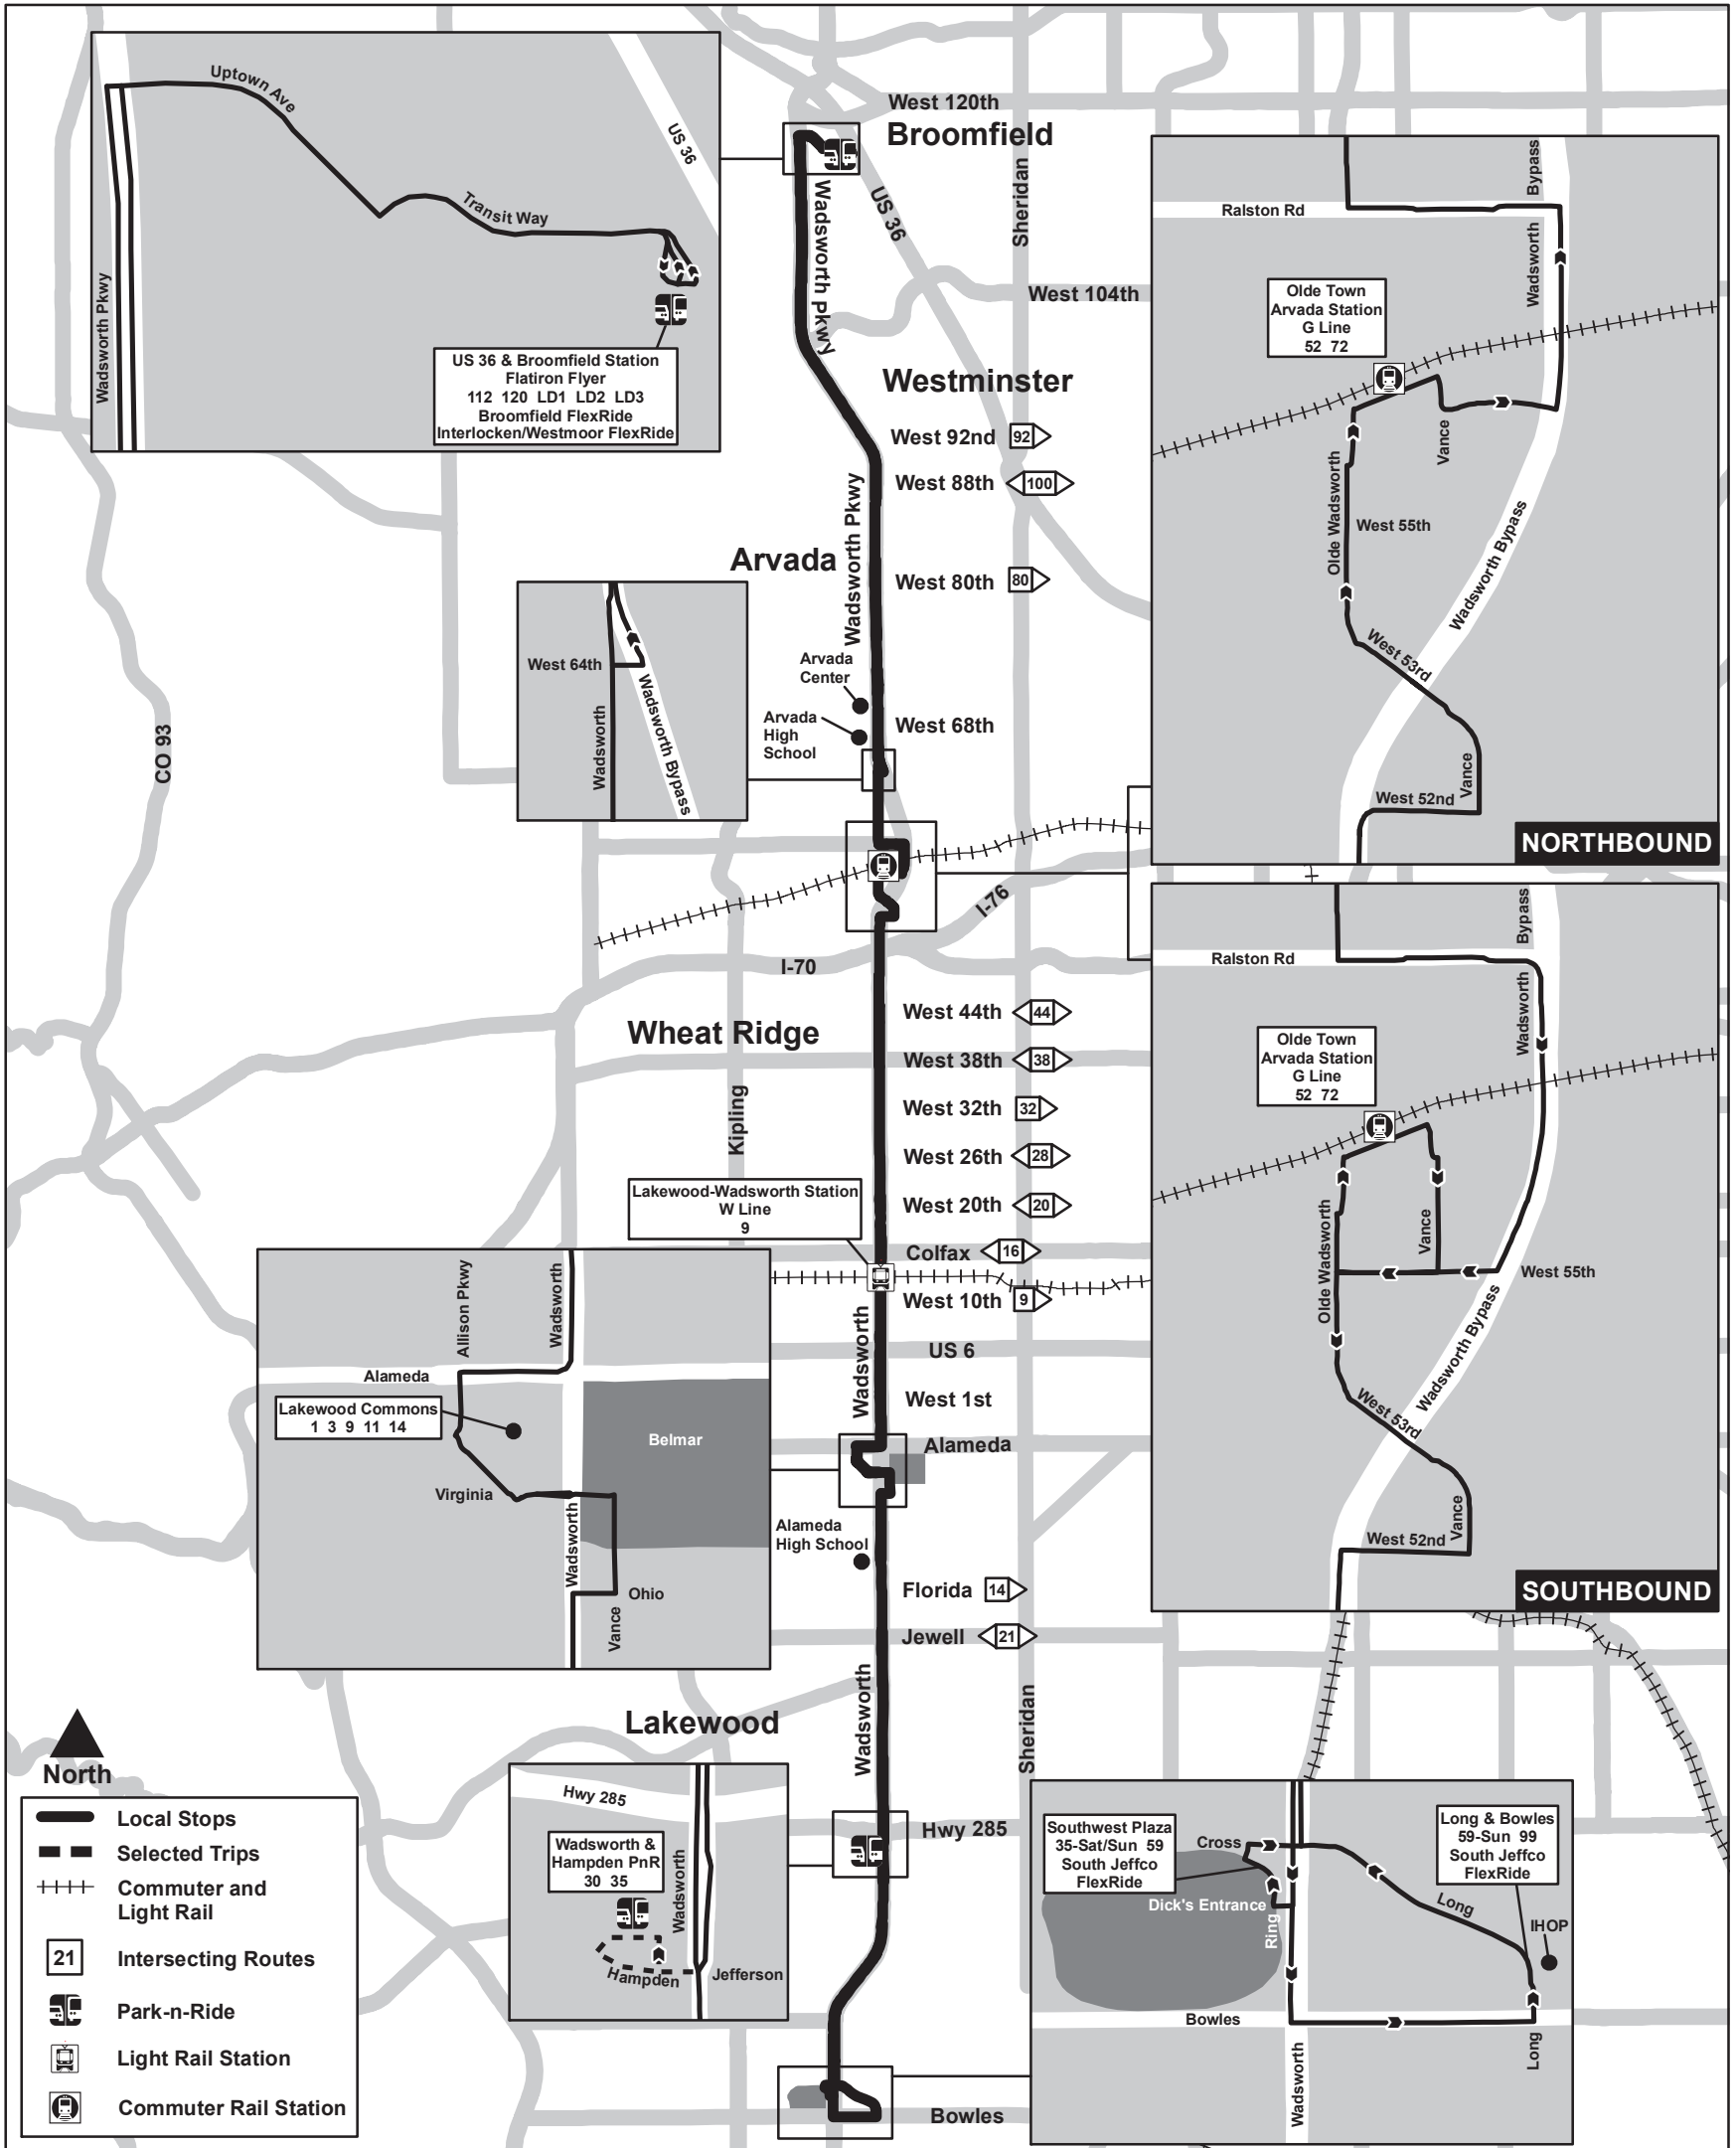 West 120th
Broomfield
Uptown Ave
US 36
Transit Way
Wadsworth Pkwy
US 36 & Broomfield Station
Flatiron Flyer
112 120 LD1 LD2 LD3
Broomfield FlexRide
Interlocken/Westmoor FlexRide
Wadsworth Pkwy
US 36
Sheridan
West 104th
Westminster
West 92nd 92
West 88th 100
Wadsworth Pkwy
Arvada
West 80th 80
Arvada
Center
Arvada
High
School
West 68th
West 64th
Wadsworth
Wadsworth Bypass
CO 93
Bypass
Ralston Rd
Wadsworth
Olde Town
Arvada Station
G Line
52 72
Vance
Olde Wadsworth
West 55th
Wadsworth Bypass
West 53rd
Vance
West 52nd
NORTHBOUND
I-76
I-70
Bypass
Ralston Rd
Wadsworth
Olde Town
Arvada Station
G Line
52 72
Vance
Olde Wadsworth
West 55th
Wadsworth Bypass
West 53rd
Vance
West 52nd
SOUTHBOUND
Wheat Ridge
Kipling
West 44th 44
West 38th 38
West 32th 32
West 26th 28
West 20th 20
Lakewood-Wadsworth Station
W Line
9
Colfax 16
West 10th 9
Wadsworth
US 6
West 1st
Alameda
Allison Pkwy
Wadsworth
Alameda
Lakewood Commons
1 3 9 11 14
Belmar
Virginia
Wadsworth
Ohio
Vance
Alameda
High School
Florida 14
Jewell 21
Wadsworth
Sheridan
Lakewood
Hwy 285
Hwy 285
Wadsworth &
Hampden PnR
30 35
Wadsworth
Hampden
Jefferson
Southwest Plaza
35-Sat/Sun 59
South Jeffco
FlexRide
Cross
Long & Bowles
59-Sun 99
South Jeffco
FlexRide
Dick's Entrance
Ring
Long
IHOP
Bowles
Wadsworth
Long
Bowles
North
Local Stops
Selected Trips
Commuter and
Light Rail
21 Intersecting Routes
Park-n-Ride
Light Rail Station
Commuter Rail Station